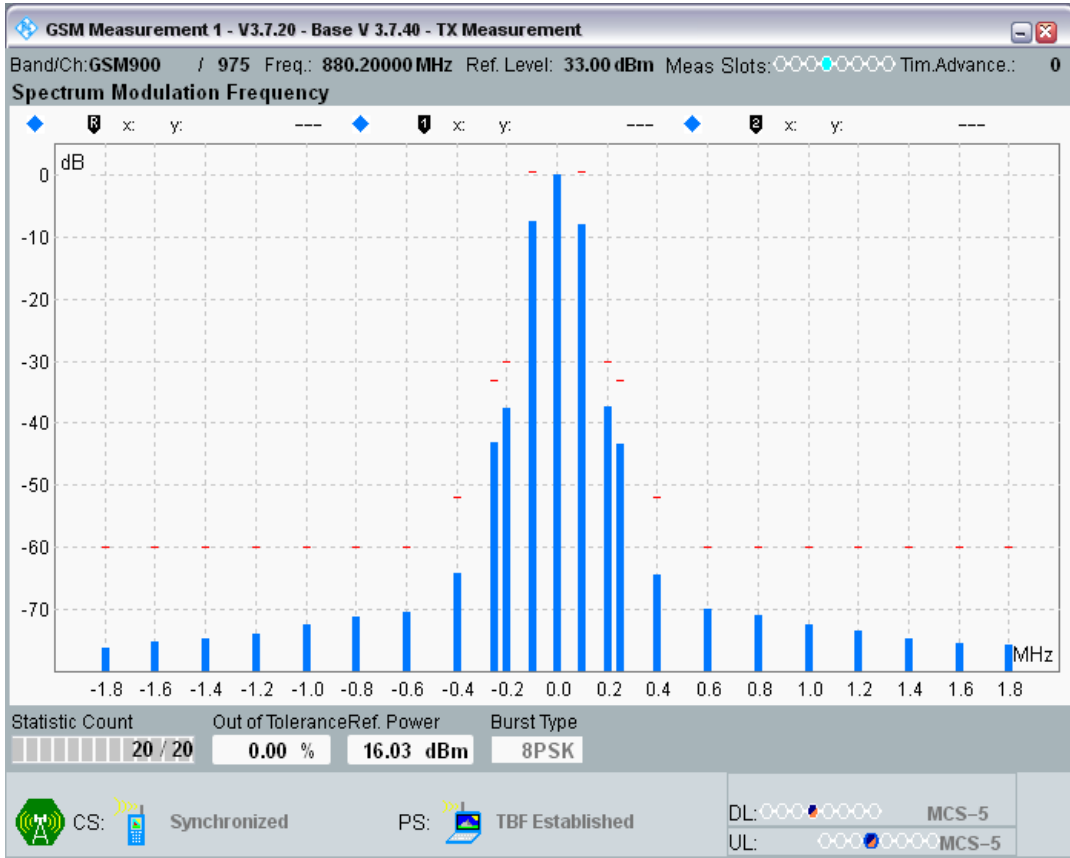 GSM Measurement 1 - V3.7.20 - Base V 3.7.40 - TX Measurement
Band/Ch:GSM900 / 975 Freq.: 880.20000 MHz Ref. Level: 33.00 dBm Meas Slots: Tim.Advance.: 0
Spectrum Modulation Frequency
R x: y: --- 1 x: y: --- 2 x: y: ---
dB
0
-10
-20
-30
-40
-50
-60
-70
MHz
-1.8 -1.6 -1.4 -1.2 -1.0 -0.8 -0.6 -0.4 -0.2 0.0 0.2 0.4 0.6 0.8 1.0 1.2 1.4 1.6 1.8
Statistic Count Out of Tolerance Ref. Power Burst Type
20 / 20 0.00 % 16.03 dBm 8PSK
CS: Synchronized PS: TBF Established
DL: MCS-5
UL: MCS-5